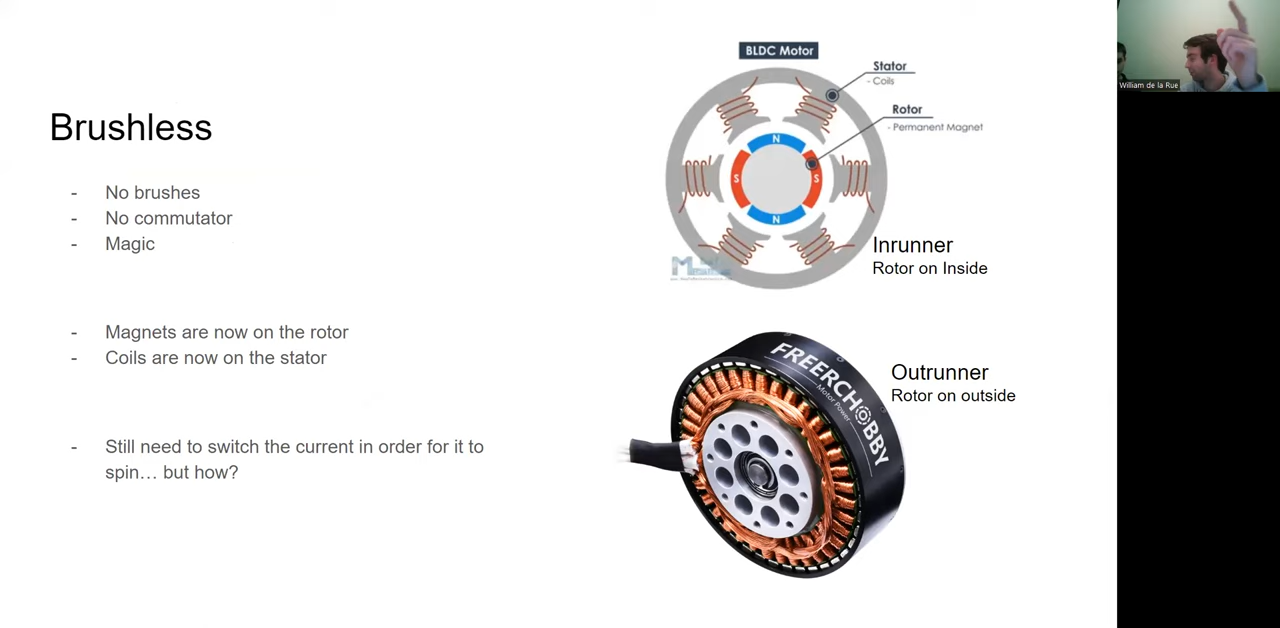 Brushless
- No brushes
- No commutator
- Magic
- Magnets are now on the rotor
- Coils are now on the stator
- Still need to switch the current in order for it to
spin… but how?
BLDC Motor
Stator
- Coils
Rotor
- Permanent Magnet
N
S
S
N
Inrunner
Rotor on Inside
FREERCHOBBY
Motor Power
Outrunner
Rotor on outside
William de la Rue